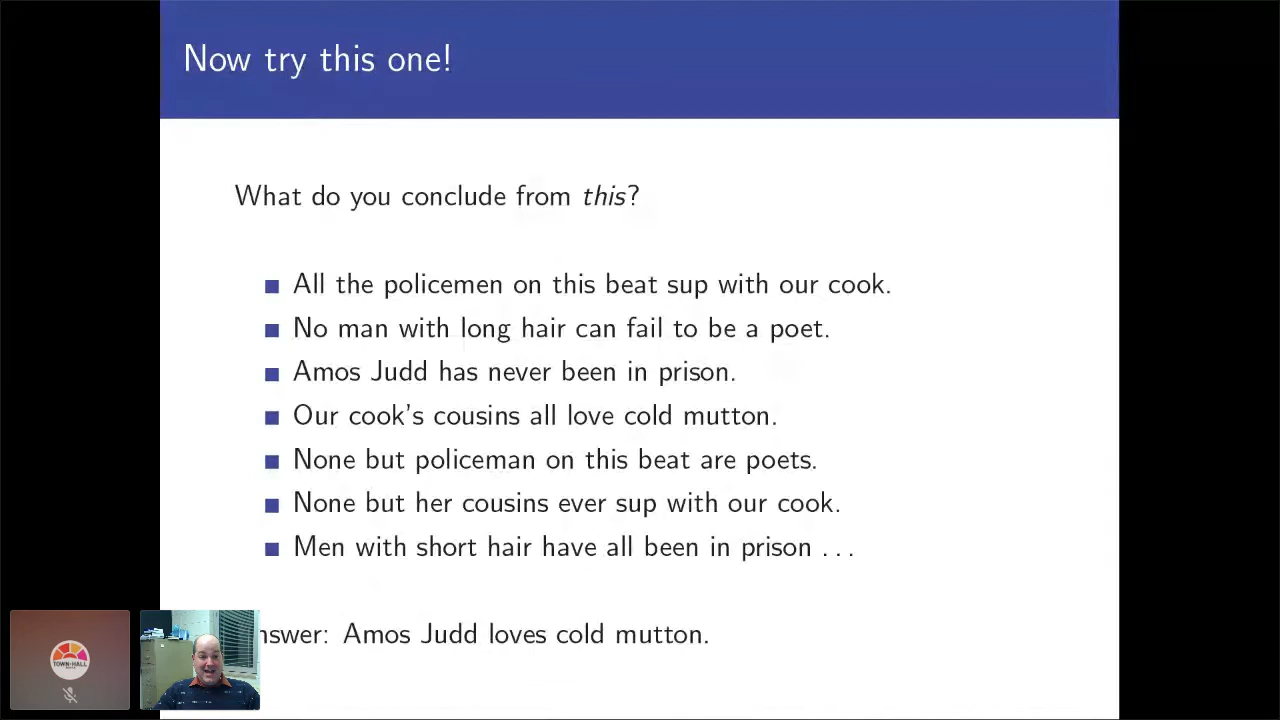 Now try this one!
What do you conclude from this?
All the policemen on this beat sup with our cook.
No man with long hair can fail to be a poet.
Amos Judd has never been in prison.
Our cook's cousins all love cold mutton.
None but policeman on this beat are poets.
None but her cousins ever sup with our cook.
Men with short hair have all been in prison . . .
nswer: Amos Judd loves cold mutton.
TOWN-HALL